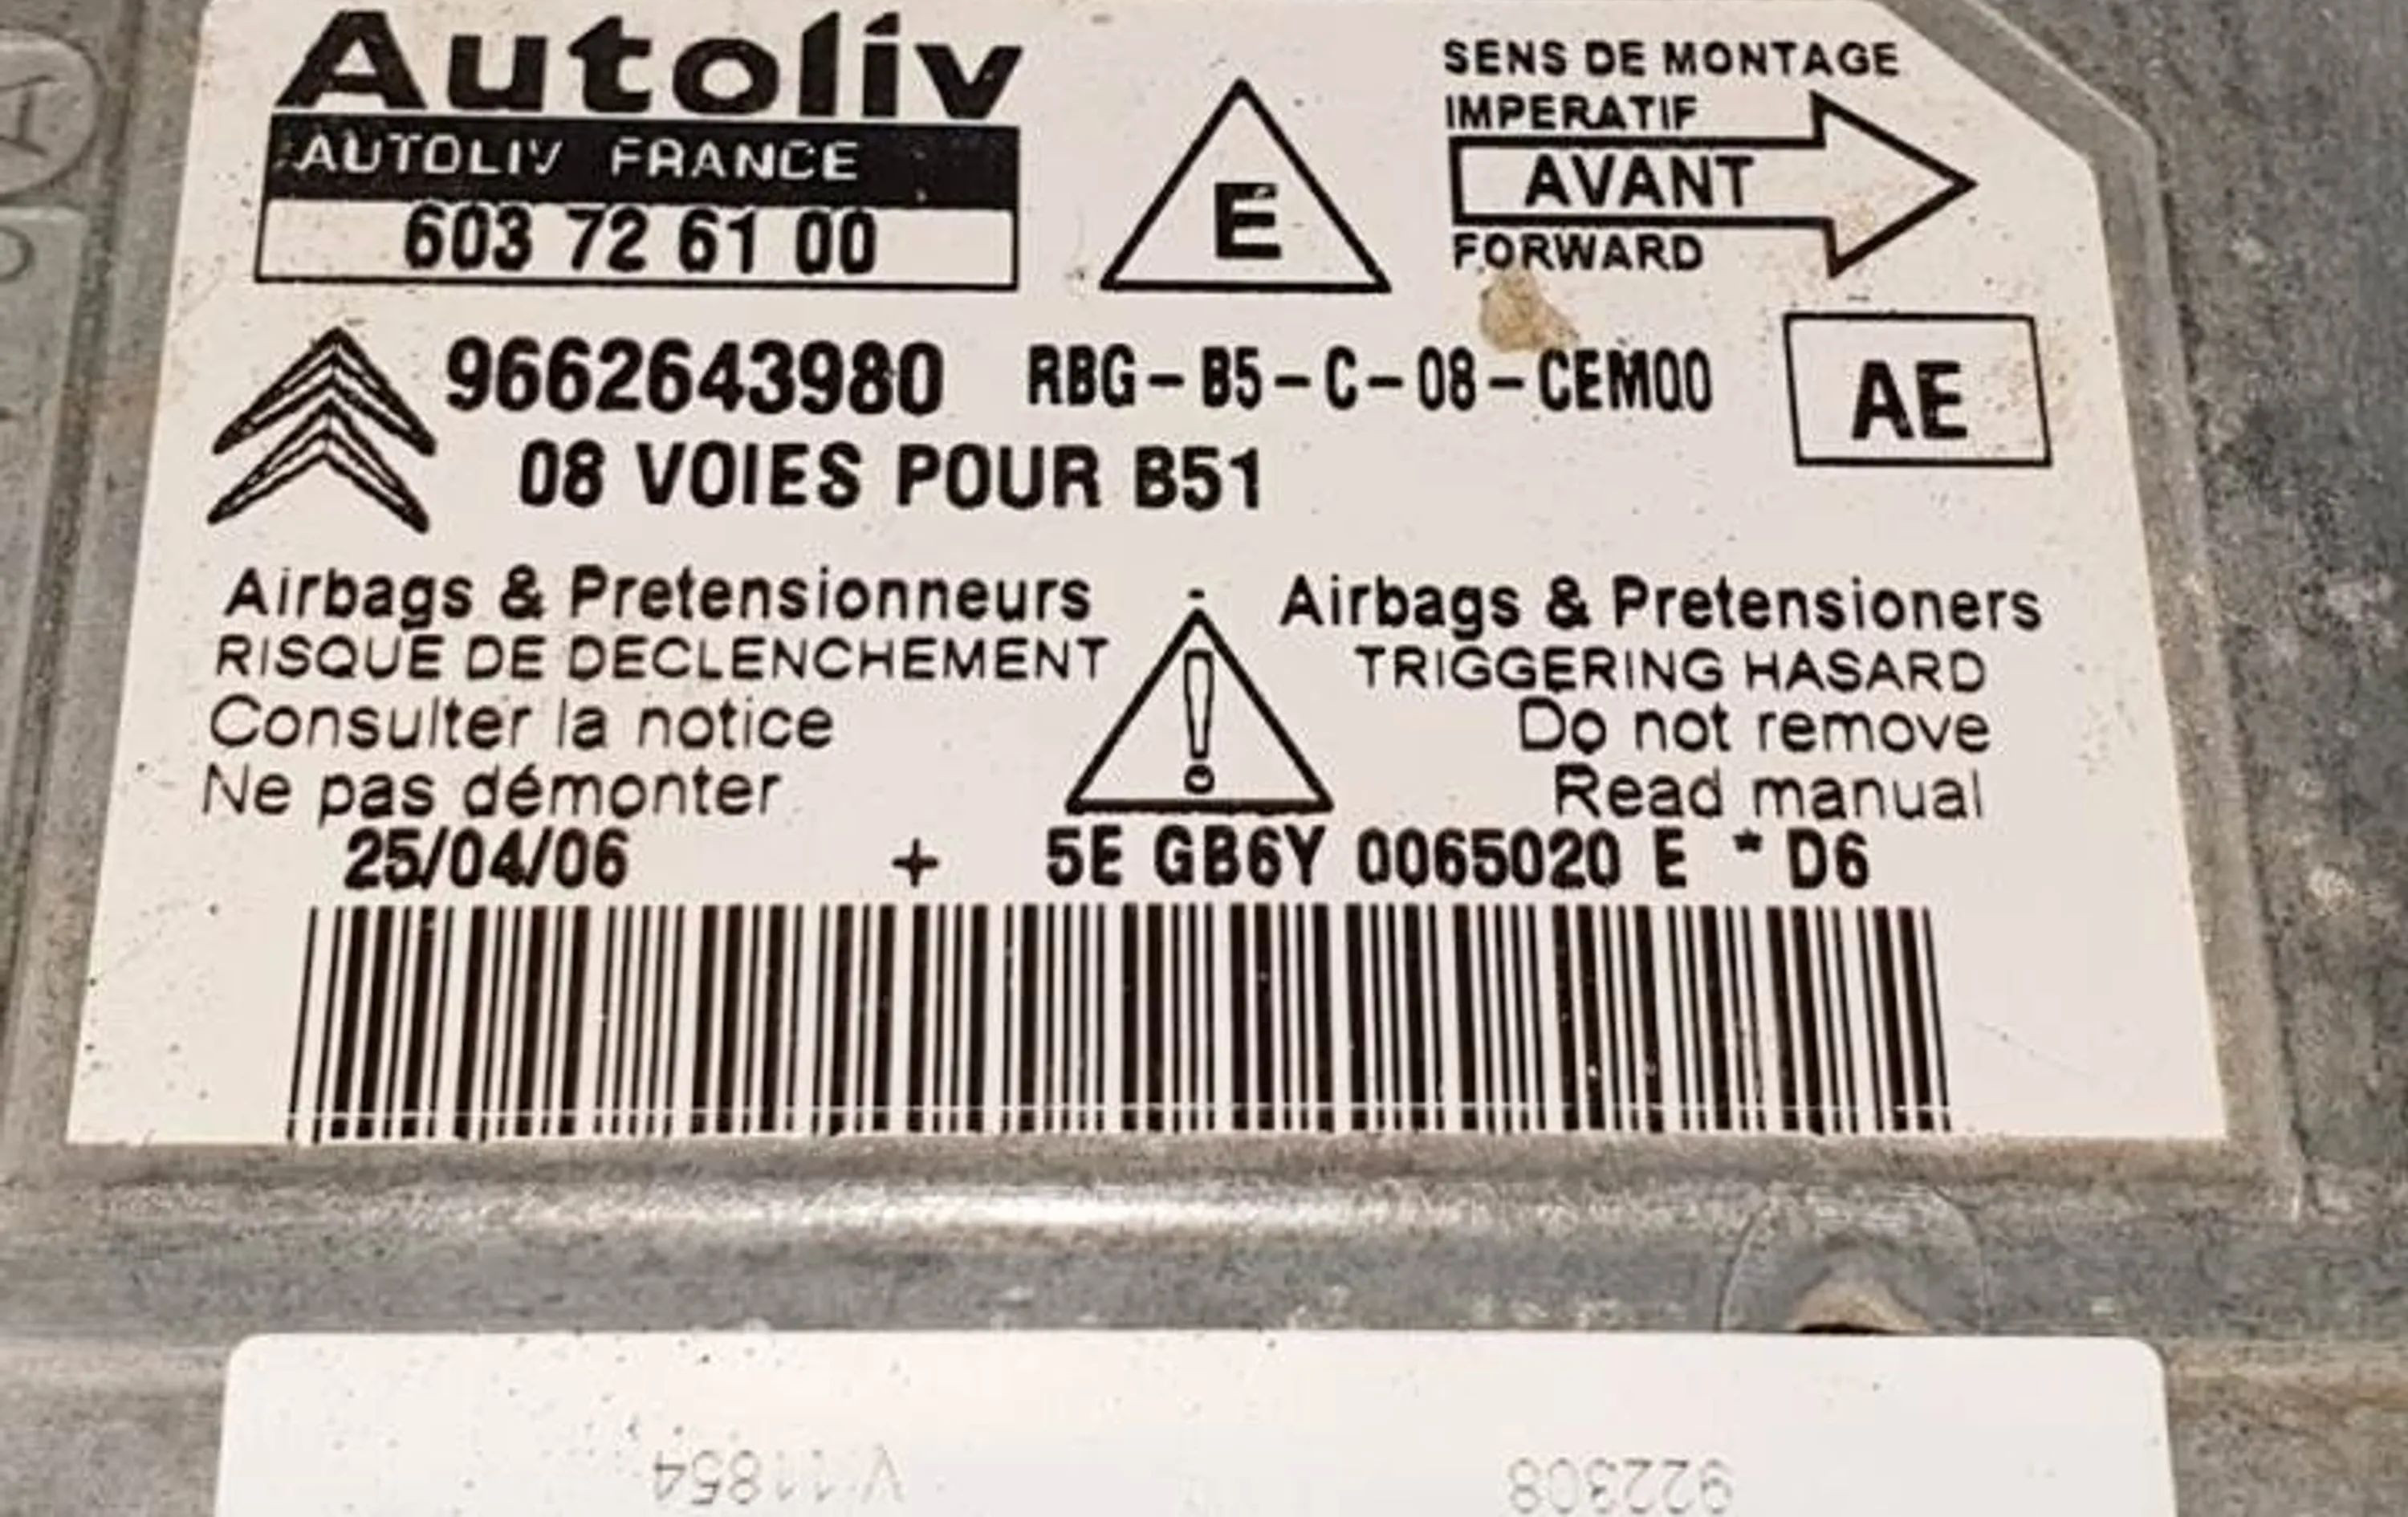 Autoliv
AUTOLIV FRANCE
603 72 61 00
E
SENS DE MONTAGE
IMPERATIF
AVANT
FORWARD
9662643980 RBG-B5-C-08-CEM00
AE
08 VOIES POUR B51
Airbags & Pretensionneurs
RISQUE DE DECLENCHEMENT
Consulter la notice
Ne pas démonter
!
Airbags & Pretensioners
TRIGGERING HASARD
Do not remove
Read manual
25/04/06 + 5E GB6Y 0065020 E * D6
922308 V11854